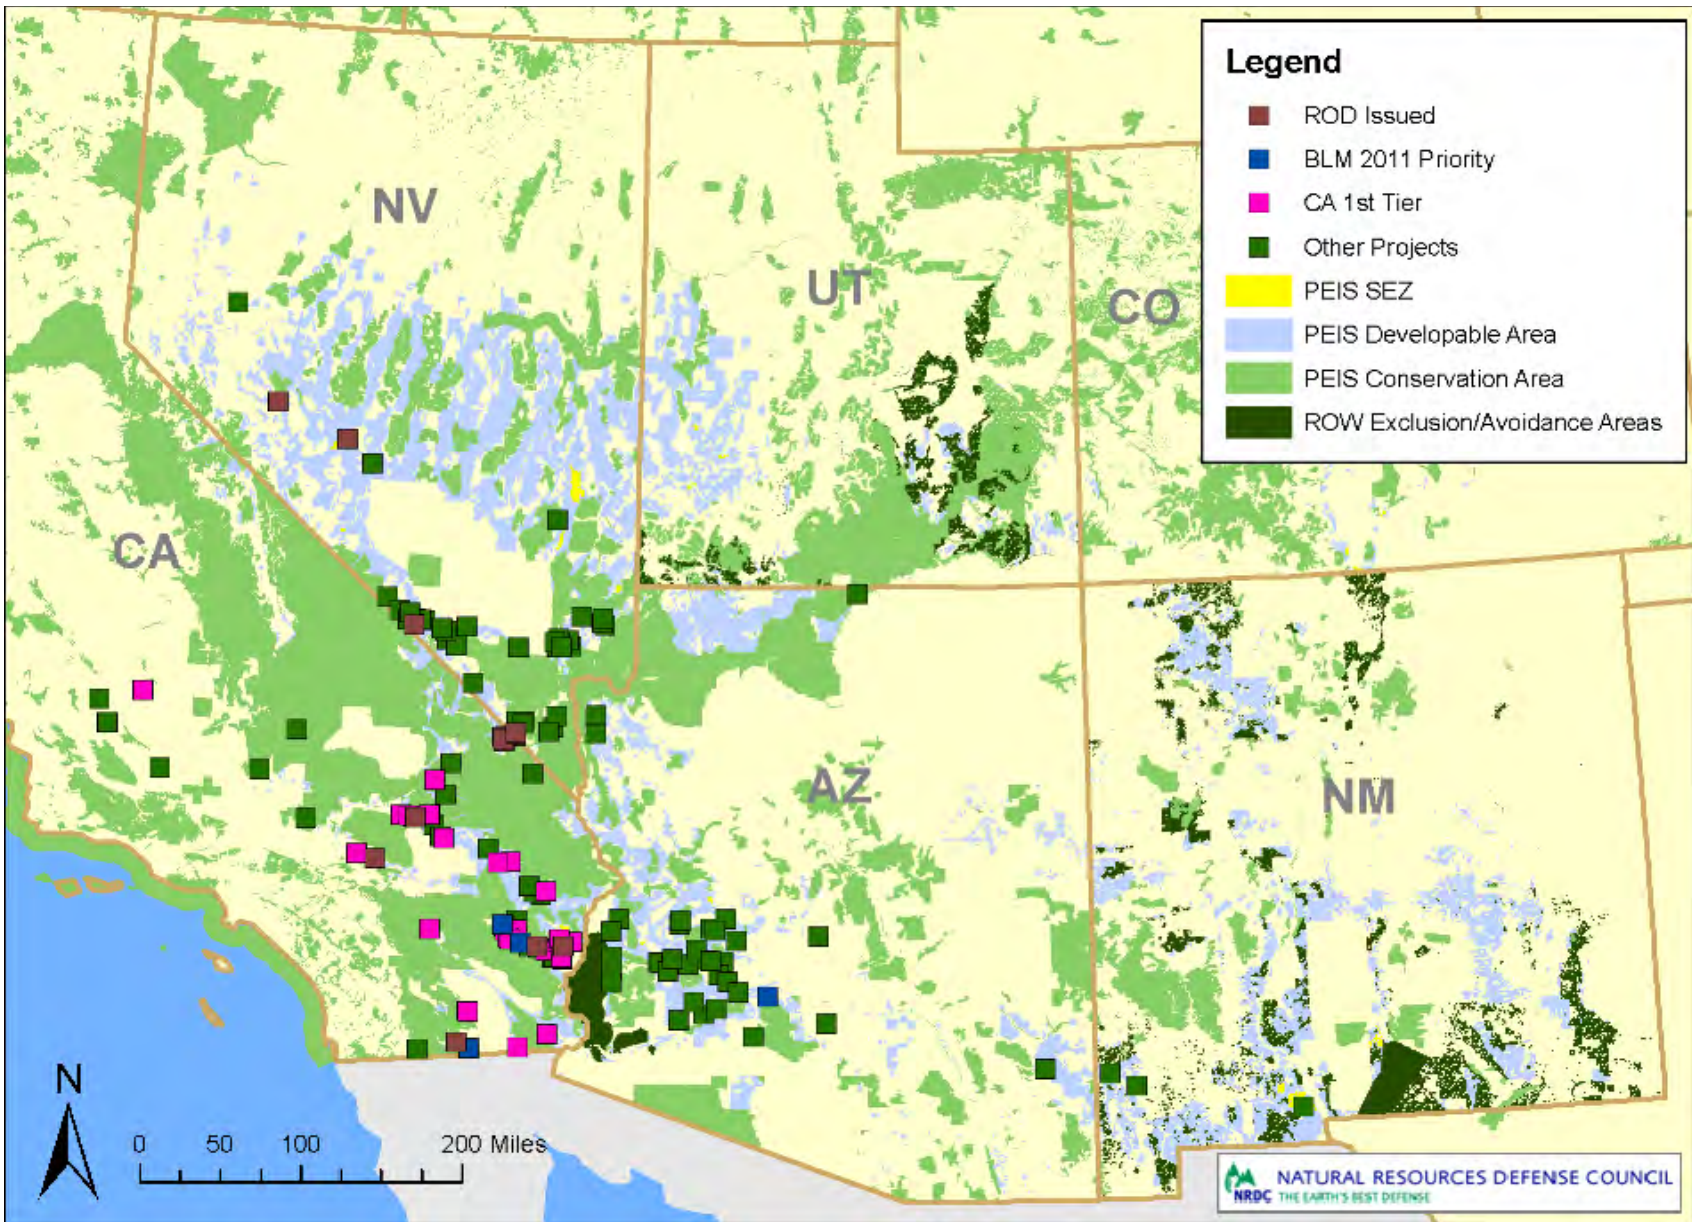 Legend
ROD Issued
BLM 2011 Priority
CA 1st Tier
Other Projects
PEIS SEZ
PEIS Developable Area
PEIS Conservation Area
ROW Exclusion/Avoidance Areas
NV
UT
CO
CA
AZ
NM
N
0 50 100 200 Miles
NRDC
NATURAL RESOURCES DEFENSE COUNCIL
THE EARTH'S BEST DEFENSE